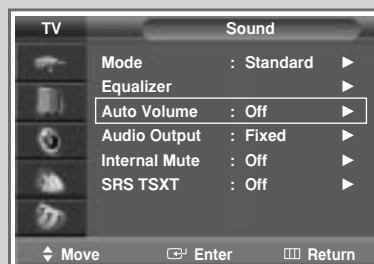 TV Sound
Mode : Standard ►
Equalizer ►
Auto Volume : Off ►
Audio Output : Fixed ►
Internal Mute : Off ►
SRS TSXT : Off ►
Move Enter Return